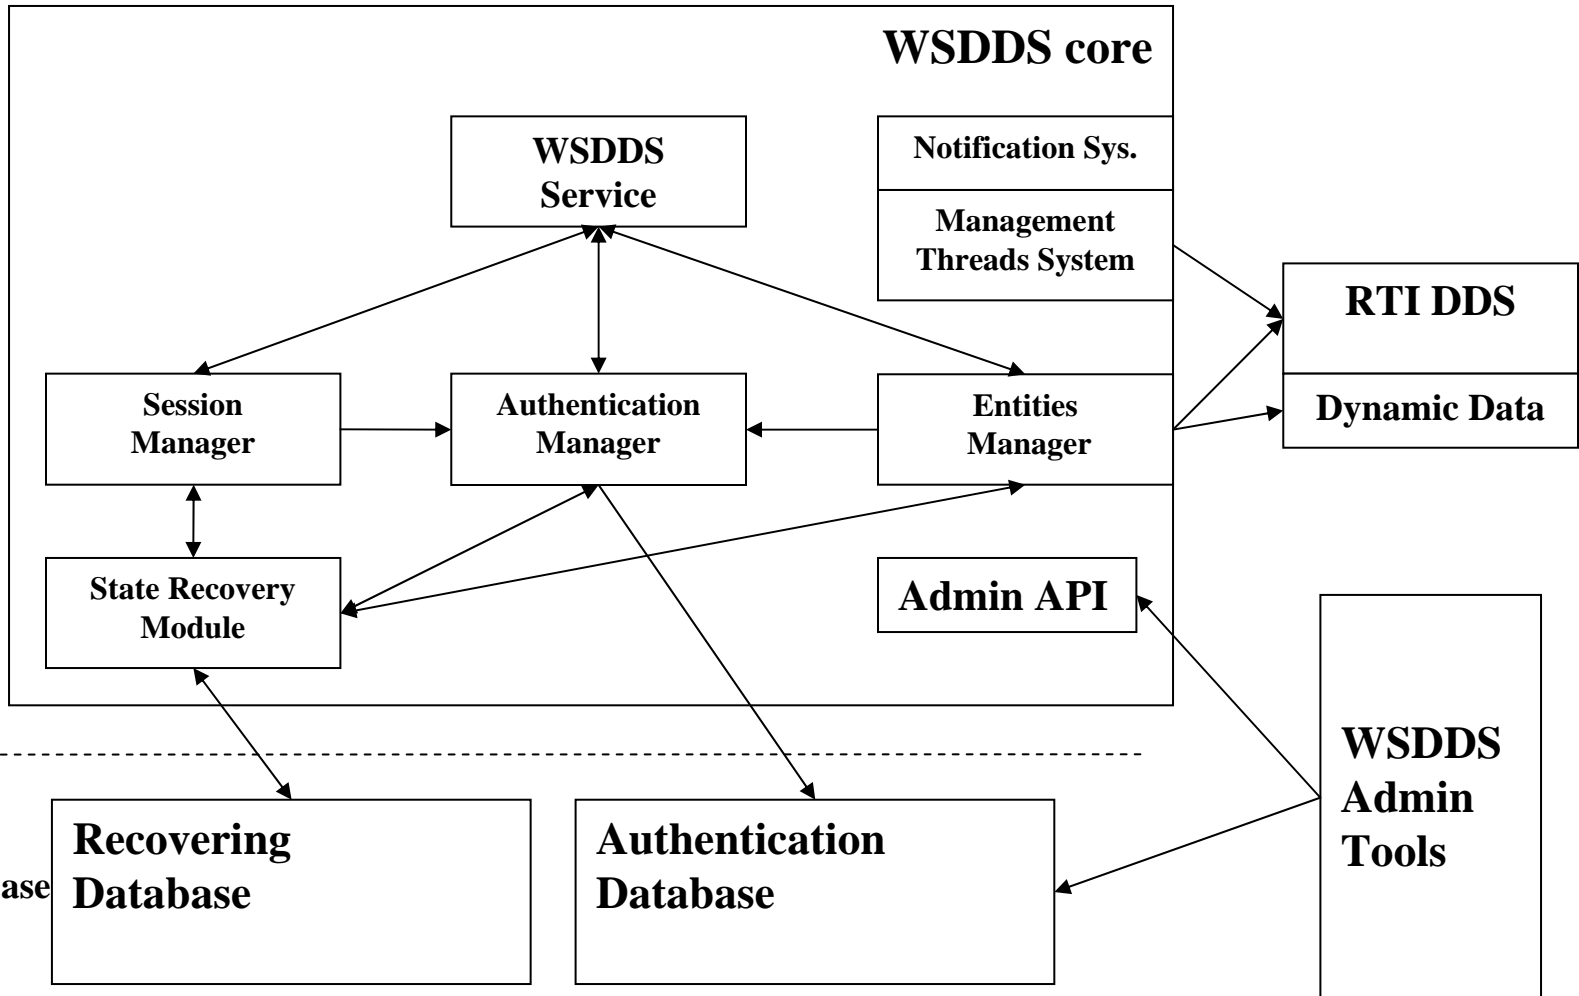 WSDDS core
WSDDS
Service
Notification Sys.
Management
Threads System
RTI DDS
Dynamic Data
Session
Manager
Authentication
Manager
Entities
Manager
State Recovery
Module
Admin API
WSDDS
Admin
Tools
Recovering
Database
Authentication
Database
ase